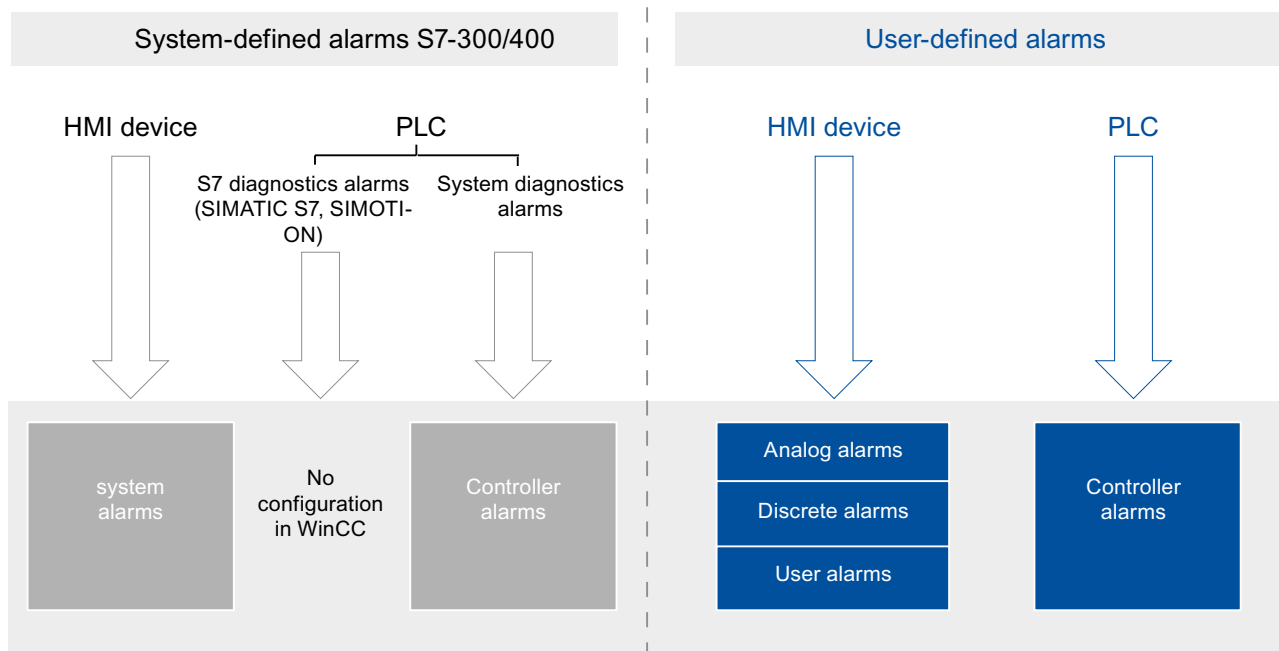 System-defined alarms S7-300/400
User-defined alarms
HMI device
PLC
S7 diagnostics alarms
(SIMATIC S7, SIMOTI-
ON)
System diagnostics
alarms
HMI device
PLC
system
alarms
No
configuration
in WinCC
Controller
alarms
Analog alarms
Discrete alarms
User alarms
Controller
alarms